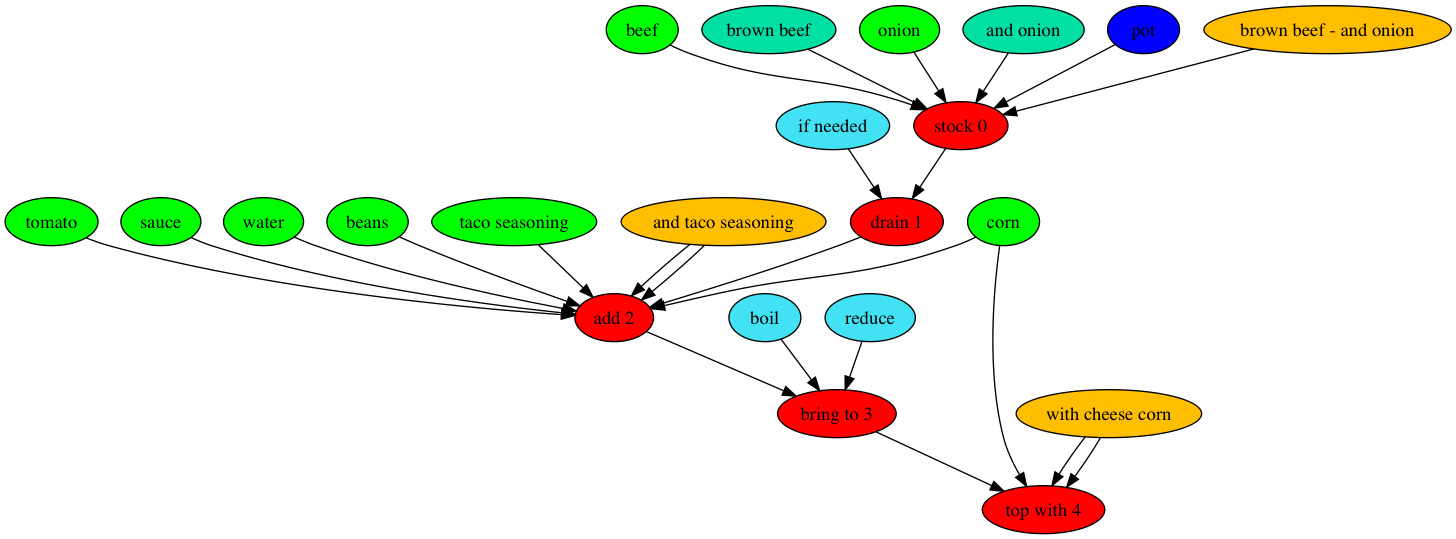 beef
brown beef
onion
and onion
pot
brown beef - and onion
if needed
stock 0
tomato
sauce
water
beans
taco seasoning
and taco seasoning
drain 1
corn
add 2
boil
reduce
bring to 3
with cheese corn
top with 4